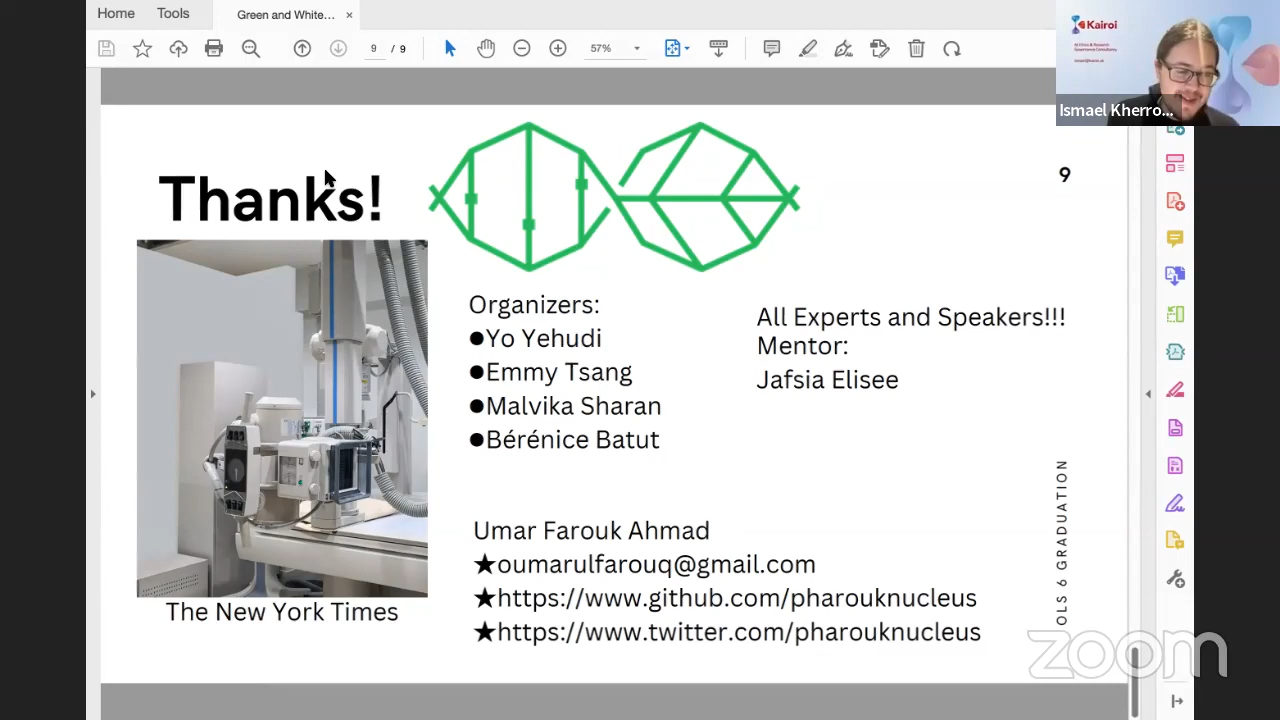 Home
Tools
Green and White...
×
9 / 9
57%
Kairoi
Ismael Kherro...
Thanks!
9
Organizers:
●Yo Yehudi
●Emmy Tsang
●Malvika Sharan
●Bérénice Batut
All Experts and Speakers!!!
Mentor:
Jafsia Elisee
The New York Times
Umar Farouk Ahmad
★oumarulfarouq@gmail.com
★https://www.github.com/pharouknucleus
★https://www.twitter.com/pharouknucleus
OLS 6 GRADUATION
zoom